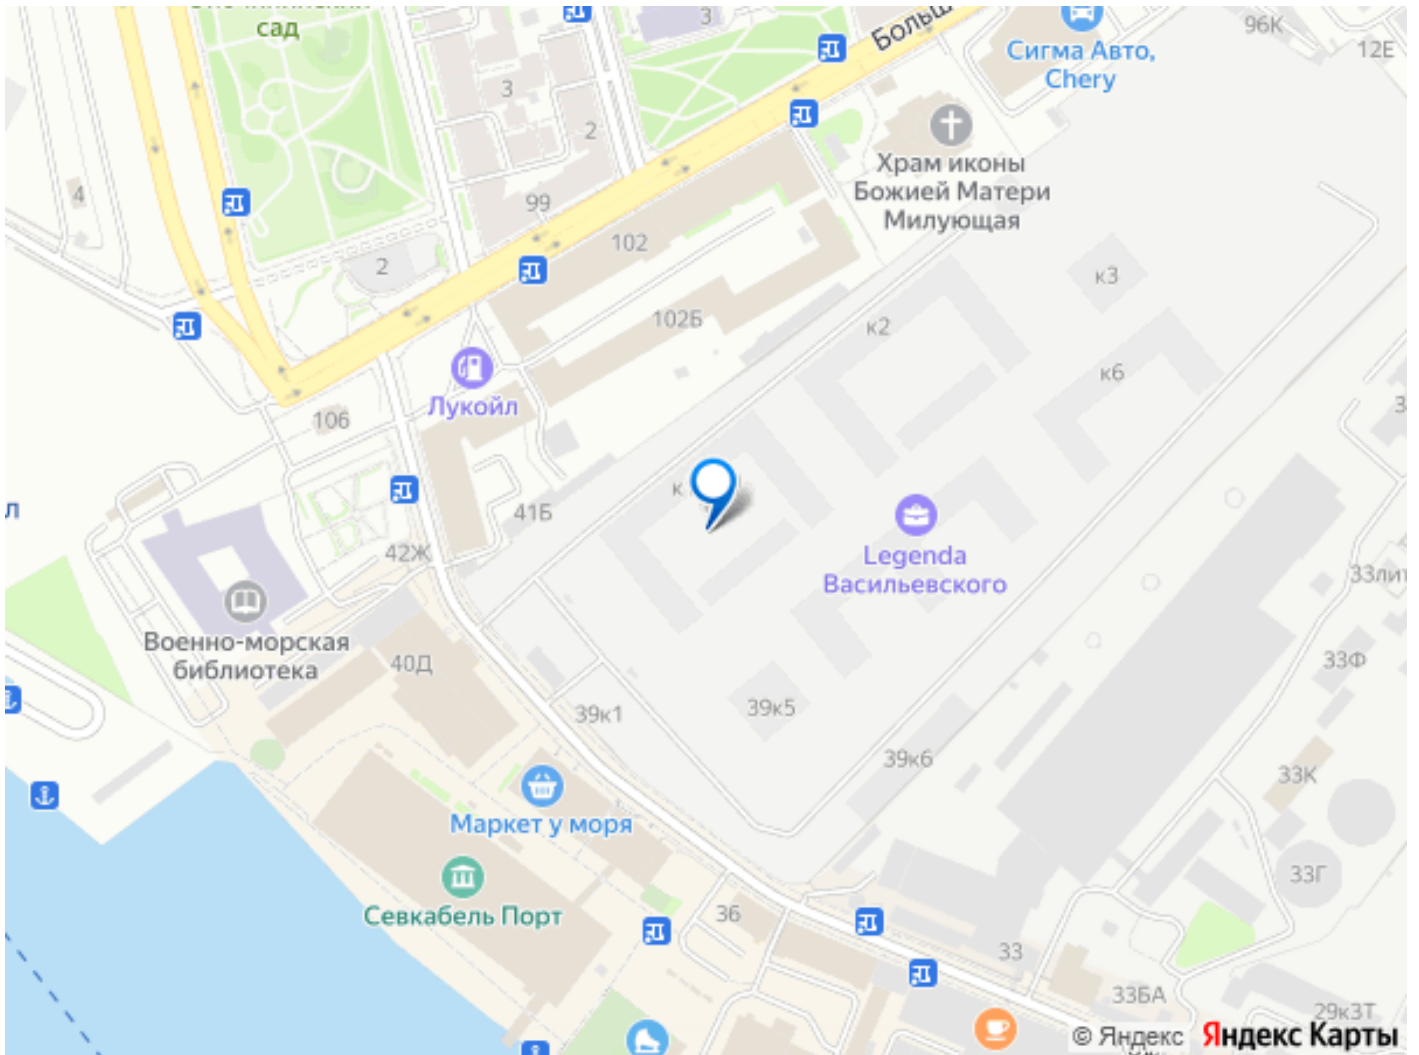 сад
3
Больш
96К
12Е
Сигма Авто,
Chery
3
2
Храм иконы
Божией Матери
Милующая
4
99
102
2
к3
102Б
к2
к6
Лукойл
106
л
к
41Б
42Ж
Legenda
Васильевского
33лит
Военно-морская
библиотека
40Д
33Ф
39к1
39к5
39к6
33К
Маркет у моря
33Г
Севкабель Порт
36
33
33БА
29к3Т
© Яндекс
Яндекс Карты